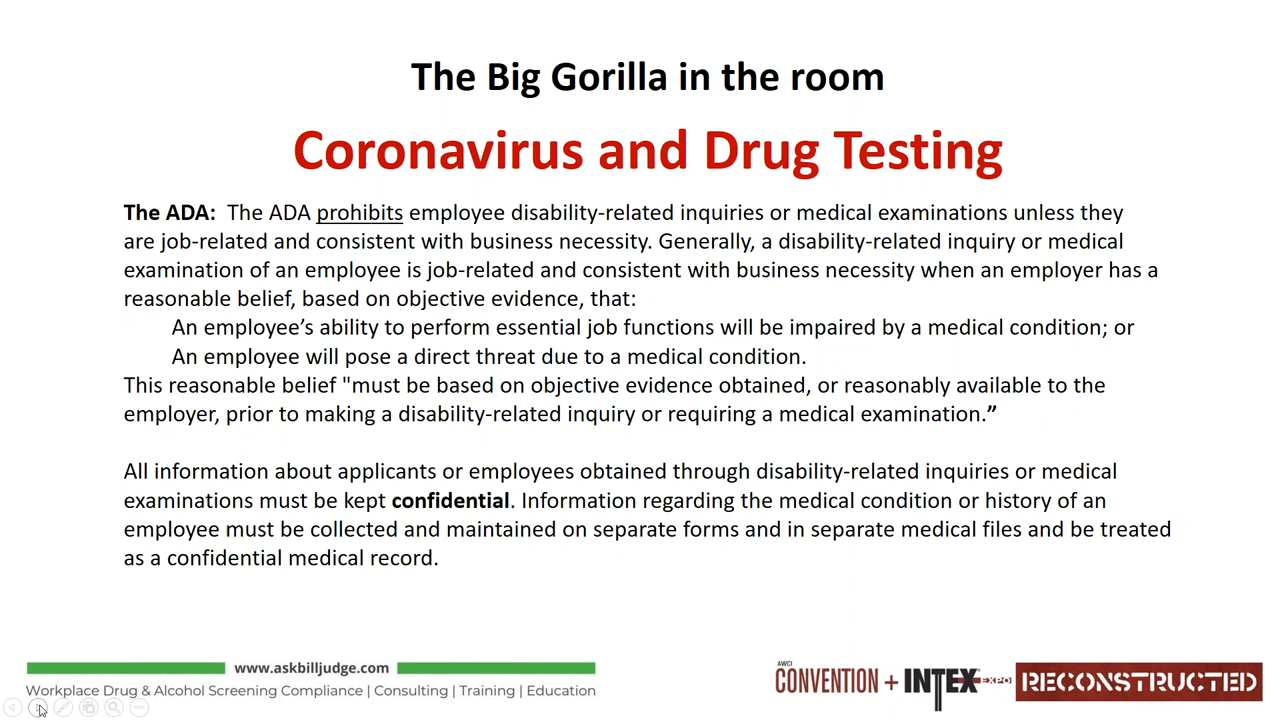 The Big Gorilla in the room
Coronavirus and Drug Testing
The ADA: The ADA prohibits employee disability-related inquiries or medical examinations unless they
are job-related and consistent with business necessity. Generally, a disability-related inquiry or medical
examination of an employee is job-related and consistent with business necessity when an employer has a
reasonable belief, based on objective evidence, that:
An employee’s ability to perform essential job functions will be impaired by a medical condition; or
An employee will pose a direct threat due to a medical condition.
This reasonable belief "must be based on objective evidence obtained, or reasonably available to the
employer, prior to making a disability-related inquiry or requiring a medical examination.”
All information about applicants or employees obtained through disability-related inquiries or medical
examinations must be kept confidential. Information regarding the medical condition or history of an
employee must be collected and maintained on separate forms and in separate medical files and be treated
as a confidential medical record.
www.askbilljudge.com
Workplace Drug & Alcohol Screening Compliance | Consulting | Training | Education
AWCI
CONVENTION + INTEX EXPO RECONSTRUCTED